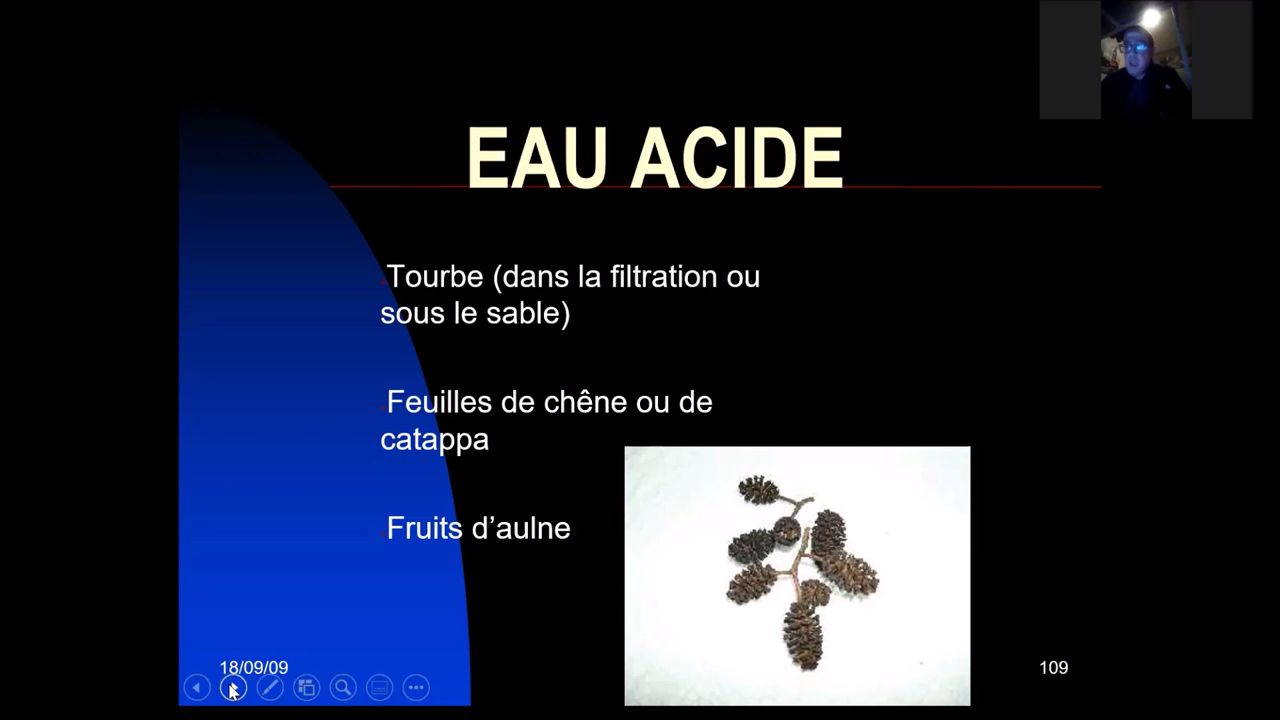 EAU ACIDE
Tourbe (dans la filtration ou
sous le sable)
Feuilles de chêne ou de
catappa
Fruits d’aulne
18/09/09
109